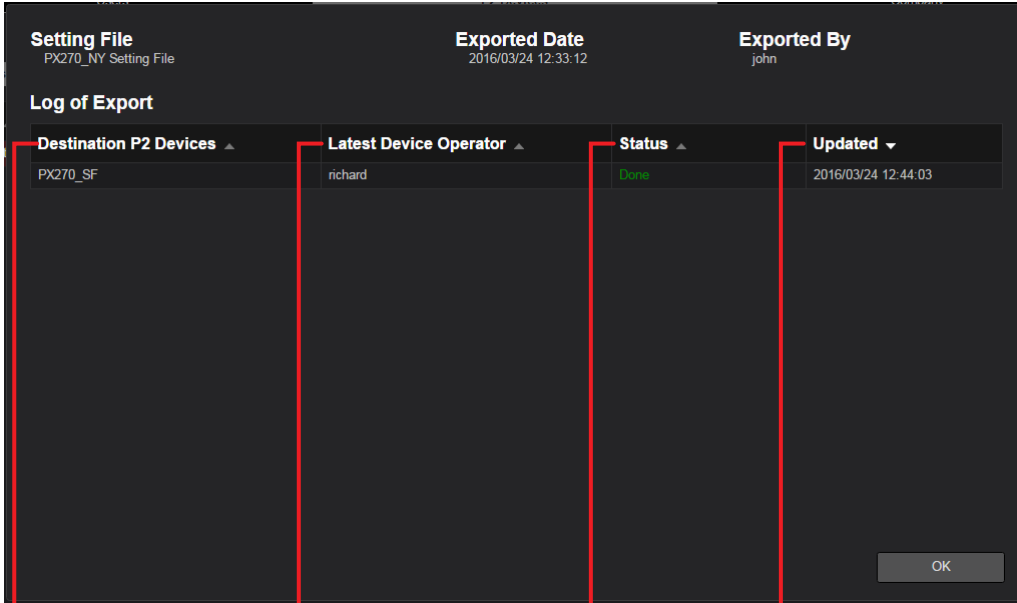 Setting File Exported Date Exported By
PX270_NY Setting File 2016/03/24 12:33:12 john
Log of Export
Destination P2 Devices Latest Device Operator Status Updated
PX270_SF richard Done 2016/03/24 12:44:03
OK